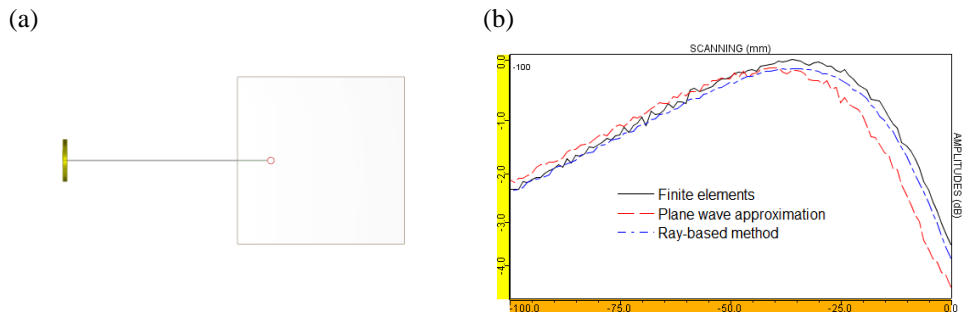 (a)
(b)
SCANNING (mm)
-100
0.0
-1.0
-2.0
-3.0
-4.0
AMPLITUDES (dB)
Finite elements
Plane wave approximation
Ray-based method
-100.0
-75.0
-50.0
-25.0
0.0